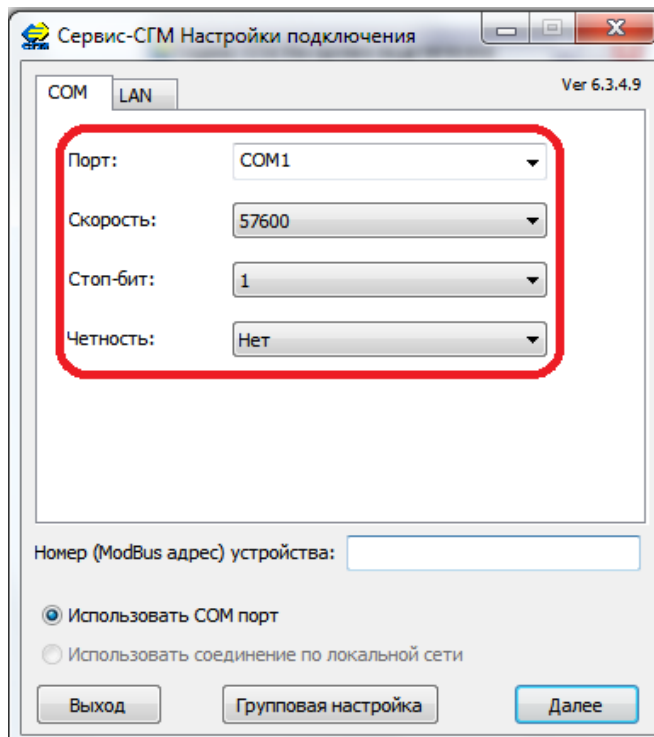 Сервис-СГМ Настройки подключения
COM LAN Ver 6.3.4.9
Порт: COM1
Скорость: 57600
Стоп-бит: 1
Четность: Нет
Номер (ModBus адрес) устройства:
Использовать COM порт
Использовать соединение по локальной сети
Выход Групповая настройка Далее